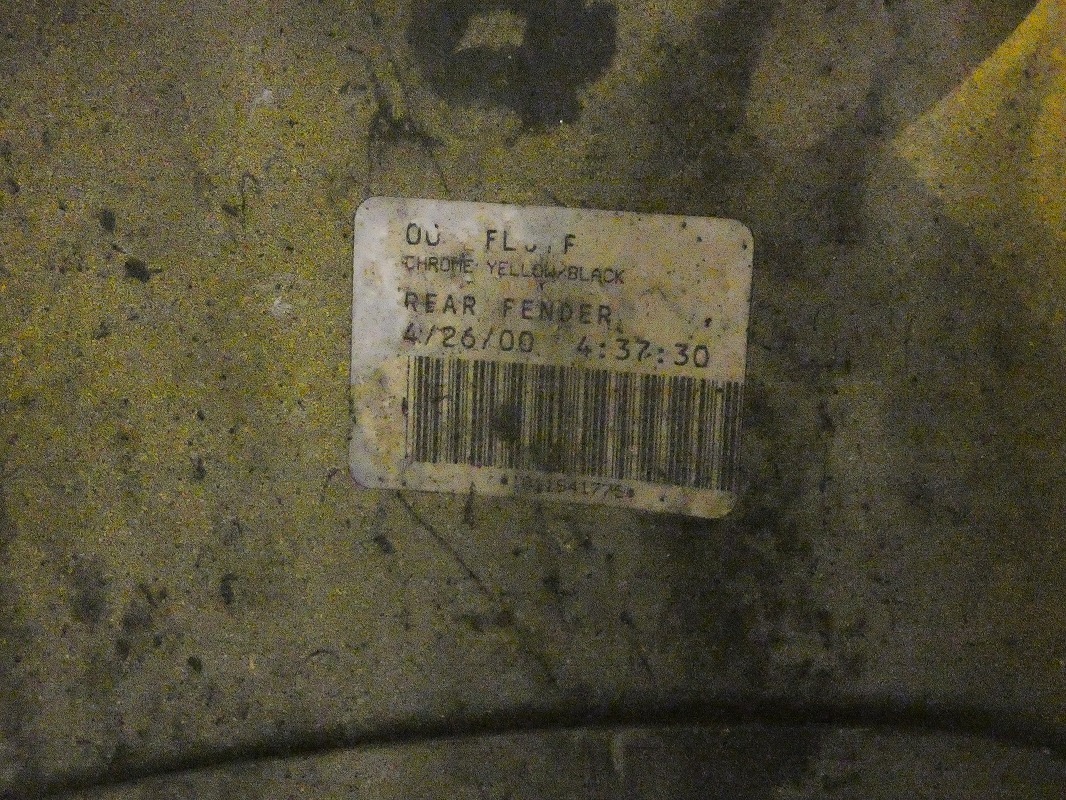 CHROME YELLOW/BLACK
REAR FENDER
4/26/00 4:37:30